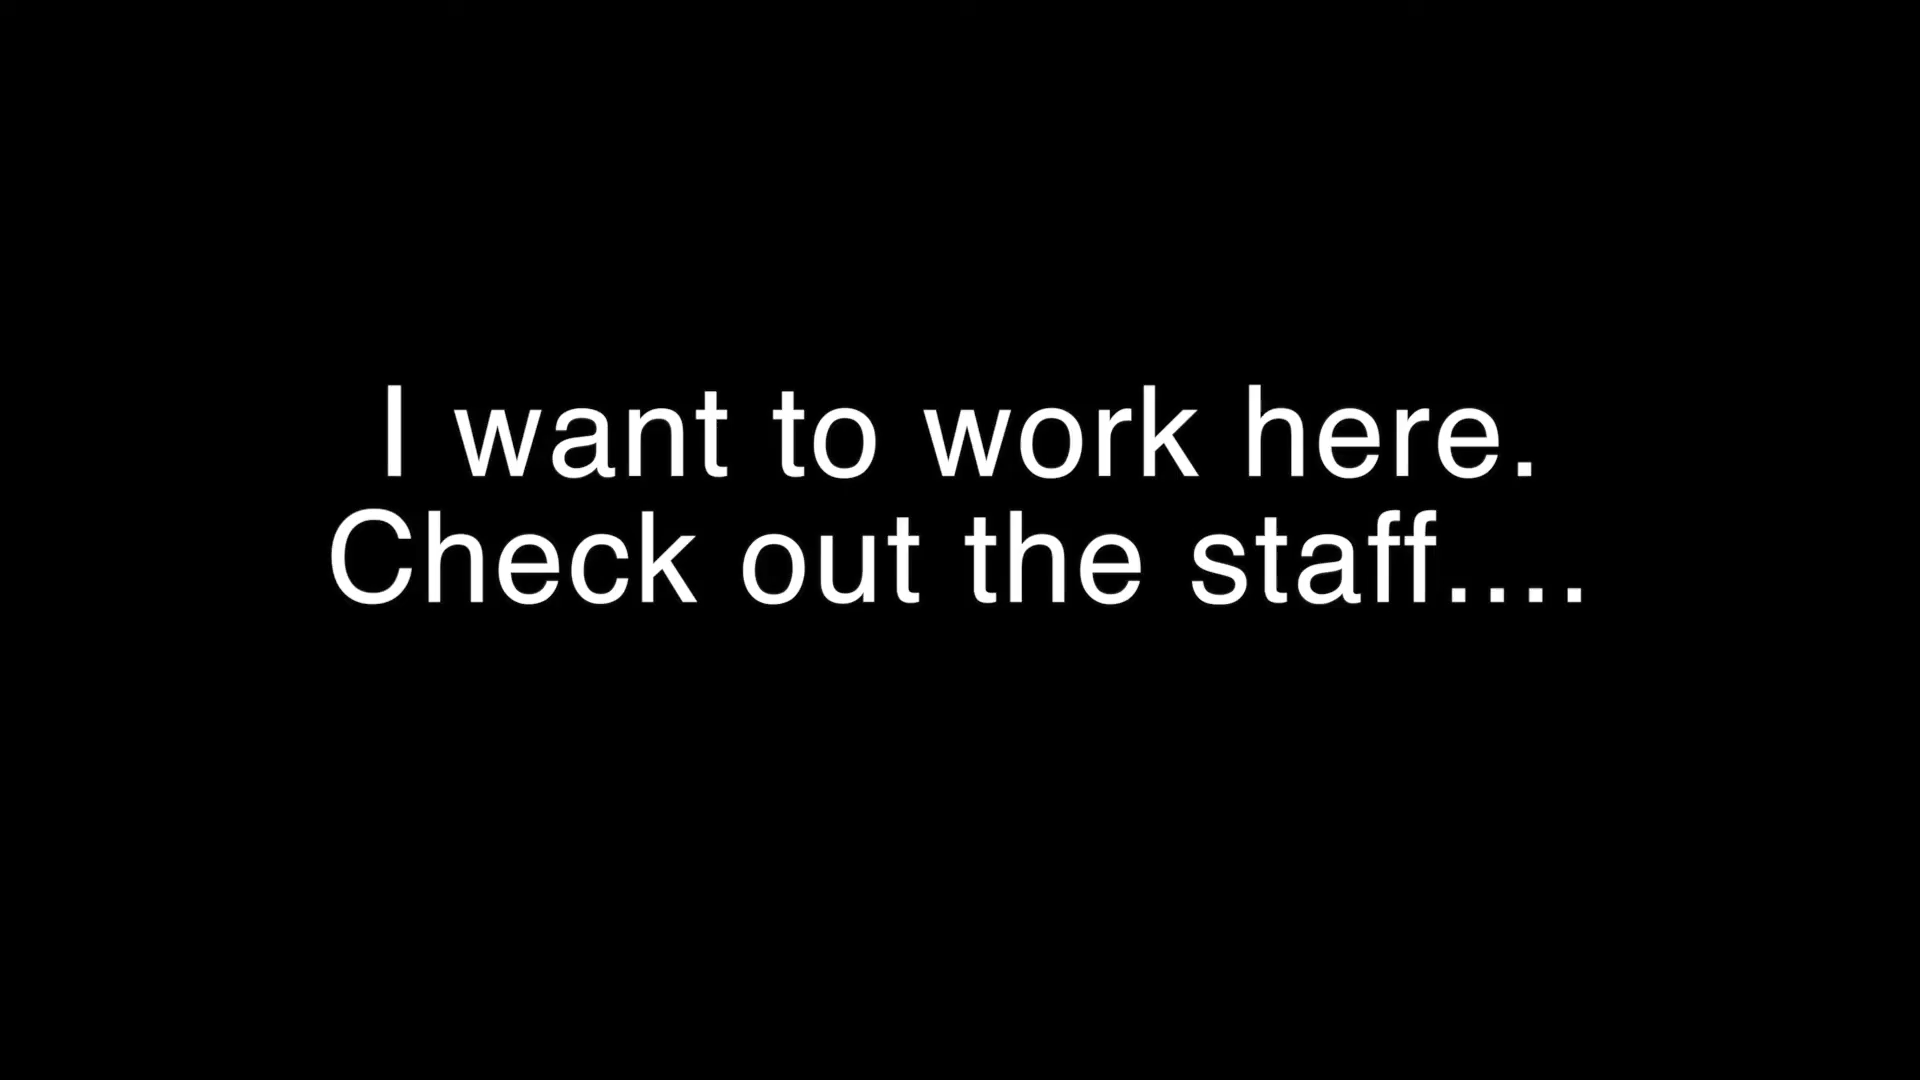 I want to work here.
Check out the staff....